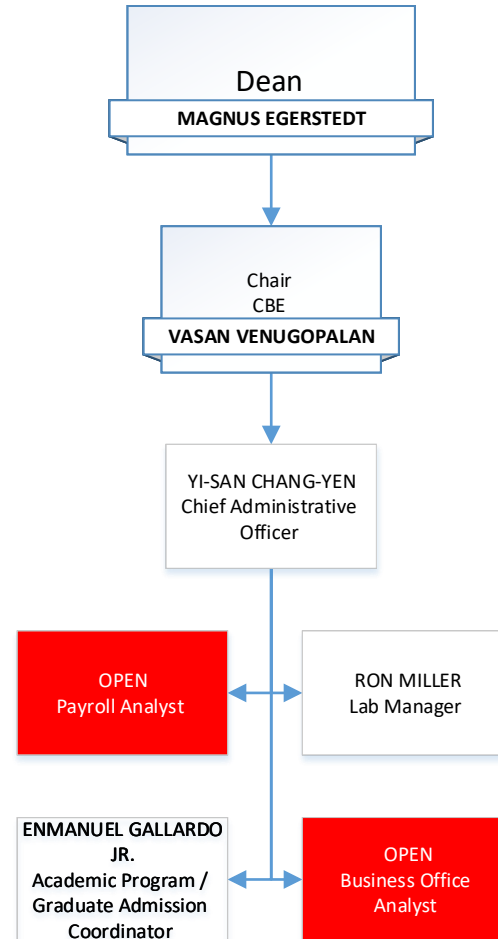 Dean
MAGNUS EGERSTEDT
Chair
CBE
VASAN VENUGOPALAN
YI-SAN CHANG-YEN
Chief Administrative
Officer
OPEN
Payroll Analyst
RON MILLER
Lab Manager
ENMANUEL GALLARDO
JR.
Academic Program /
Graduate Admission
Coordinator
OPEN
Business Office
Analyst